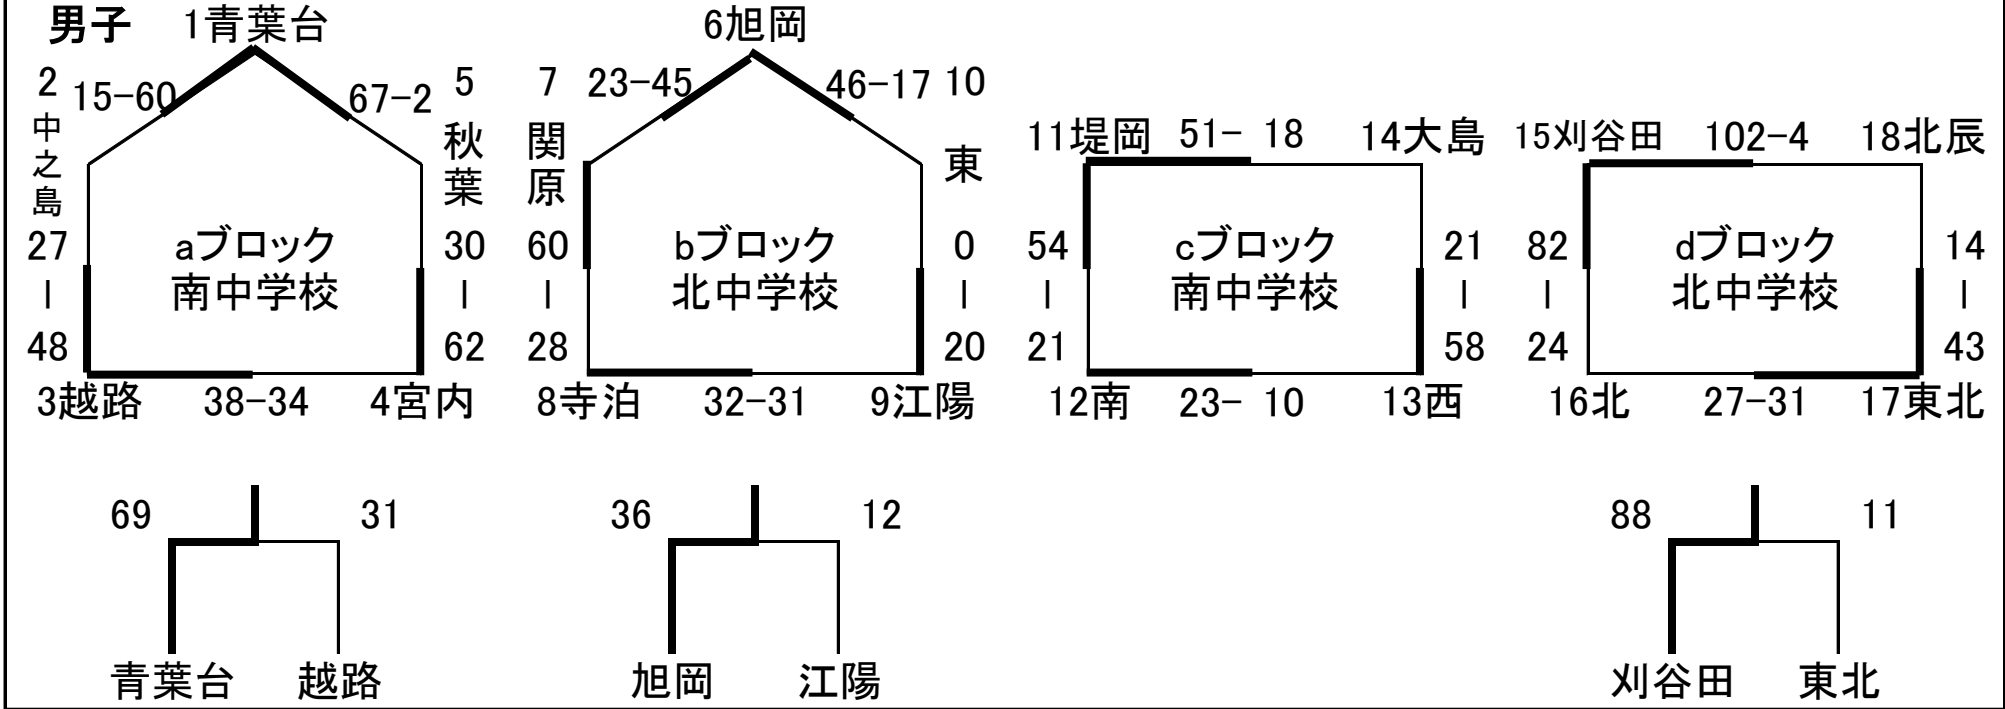 男子 1青葉台 6旭岡
2中之島 15-60 67-2 5秋葉 7関原 23-45 46-17 10東
11堤岡 51- 18 14大島 15刈谷田 102-4 18北辰
27-48 aブロック 30-62 60-28 bブロック 0-20 54-21 cブロック 21-58 82-24 dブロック 14-43
南中学校 北中学校 南中学校 北中学校
3越路 38-34 4宮内 8寺泊 32-31 9江陽 12南 23- 10 13西 16北 27-31 17東北
69 31 36 12 88 11
青葉台 越路 旭岡 江陽 刈谷田 東北